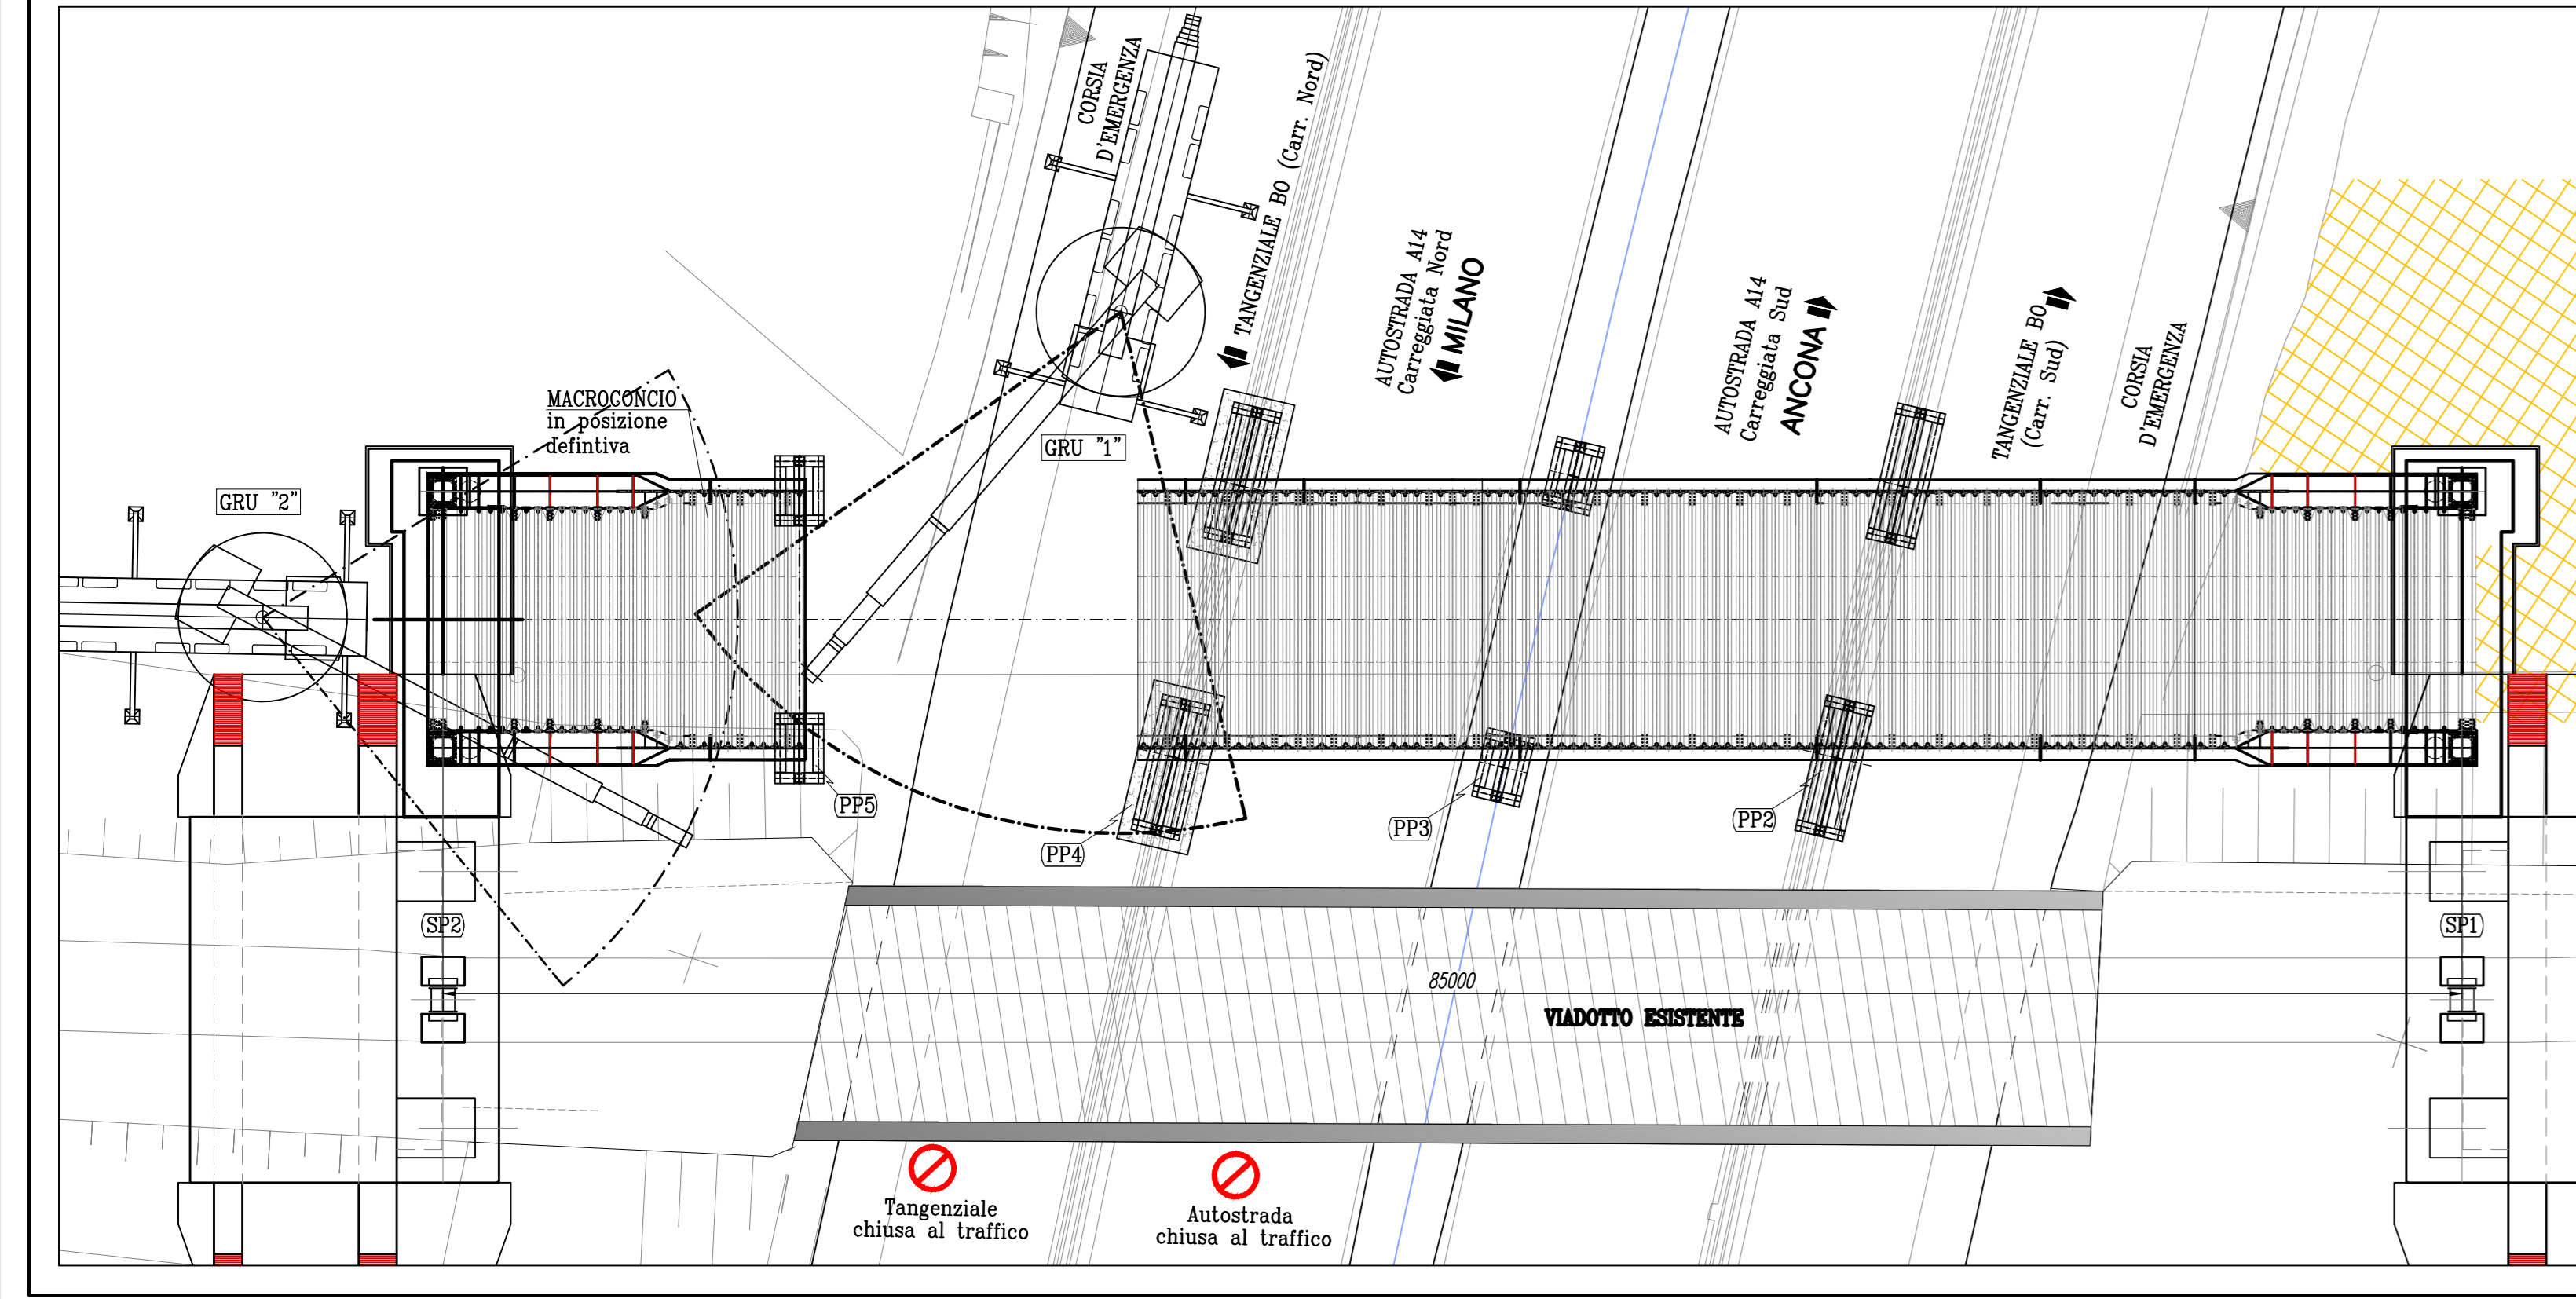 CORSIA
D'EMERGENZA
TANGENZIALE BO (Carr. Nord)
AUTOSTRADA A14
Carreggiata Nord
MILANO
AUTOSTRADA A14
Carreggiata Sud
ANCONA
TANGENZIALE BO
(Carr. Sud)
CORSIA
D'EMERGENZA
MACROCONCIO
in posizione
defintiva
GRU "1"
GRU "2"
PP5
PP4
PP3
PP2
SP2
SP1
85000
VIADOTTO ESISTENTE
Tangenziale
chiusa al traffico
Autostrada
chiusa al traffico